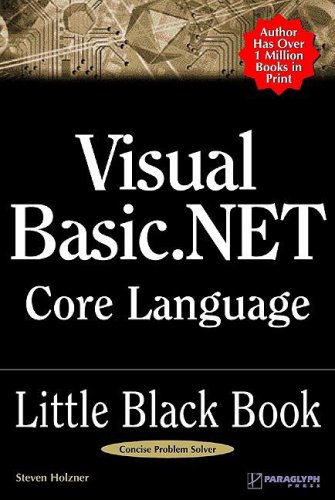 Author
Has Over
1 Million
Books in
Print
Visual
Basic.NET
Core Language
Little Black Book
Concise Problem Solver
Steven Holzner
PARAGLYPH
PRESS